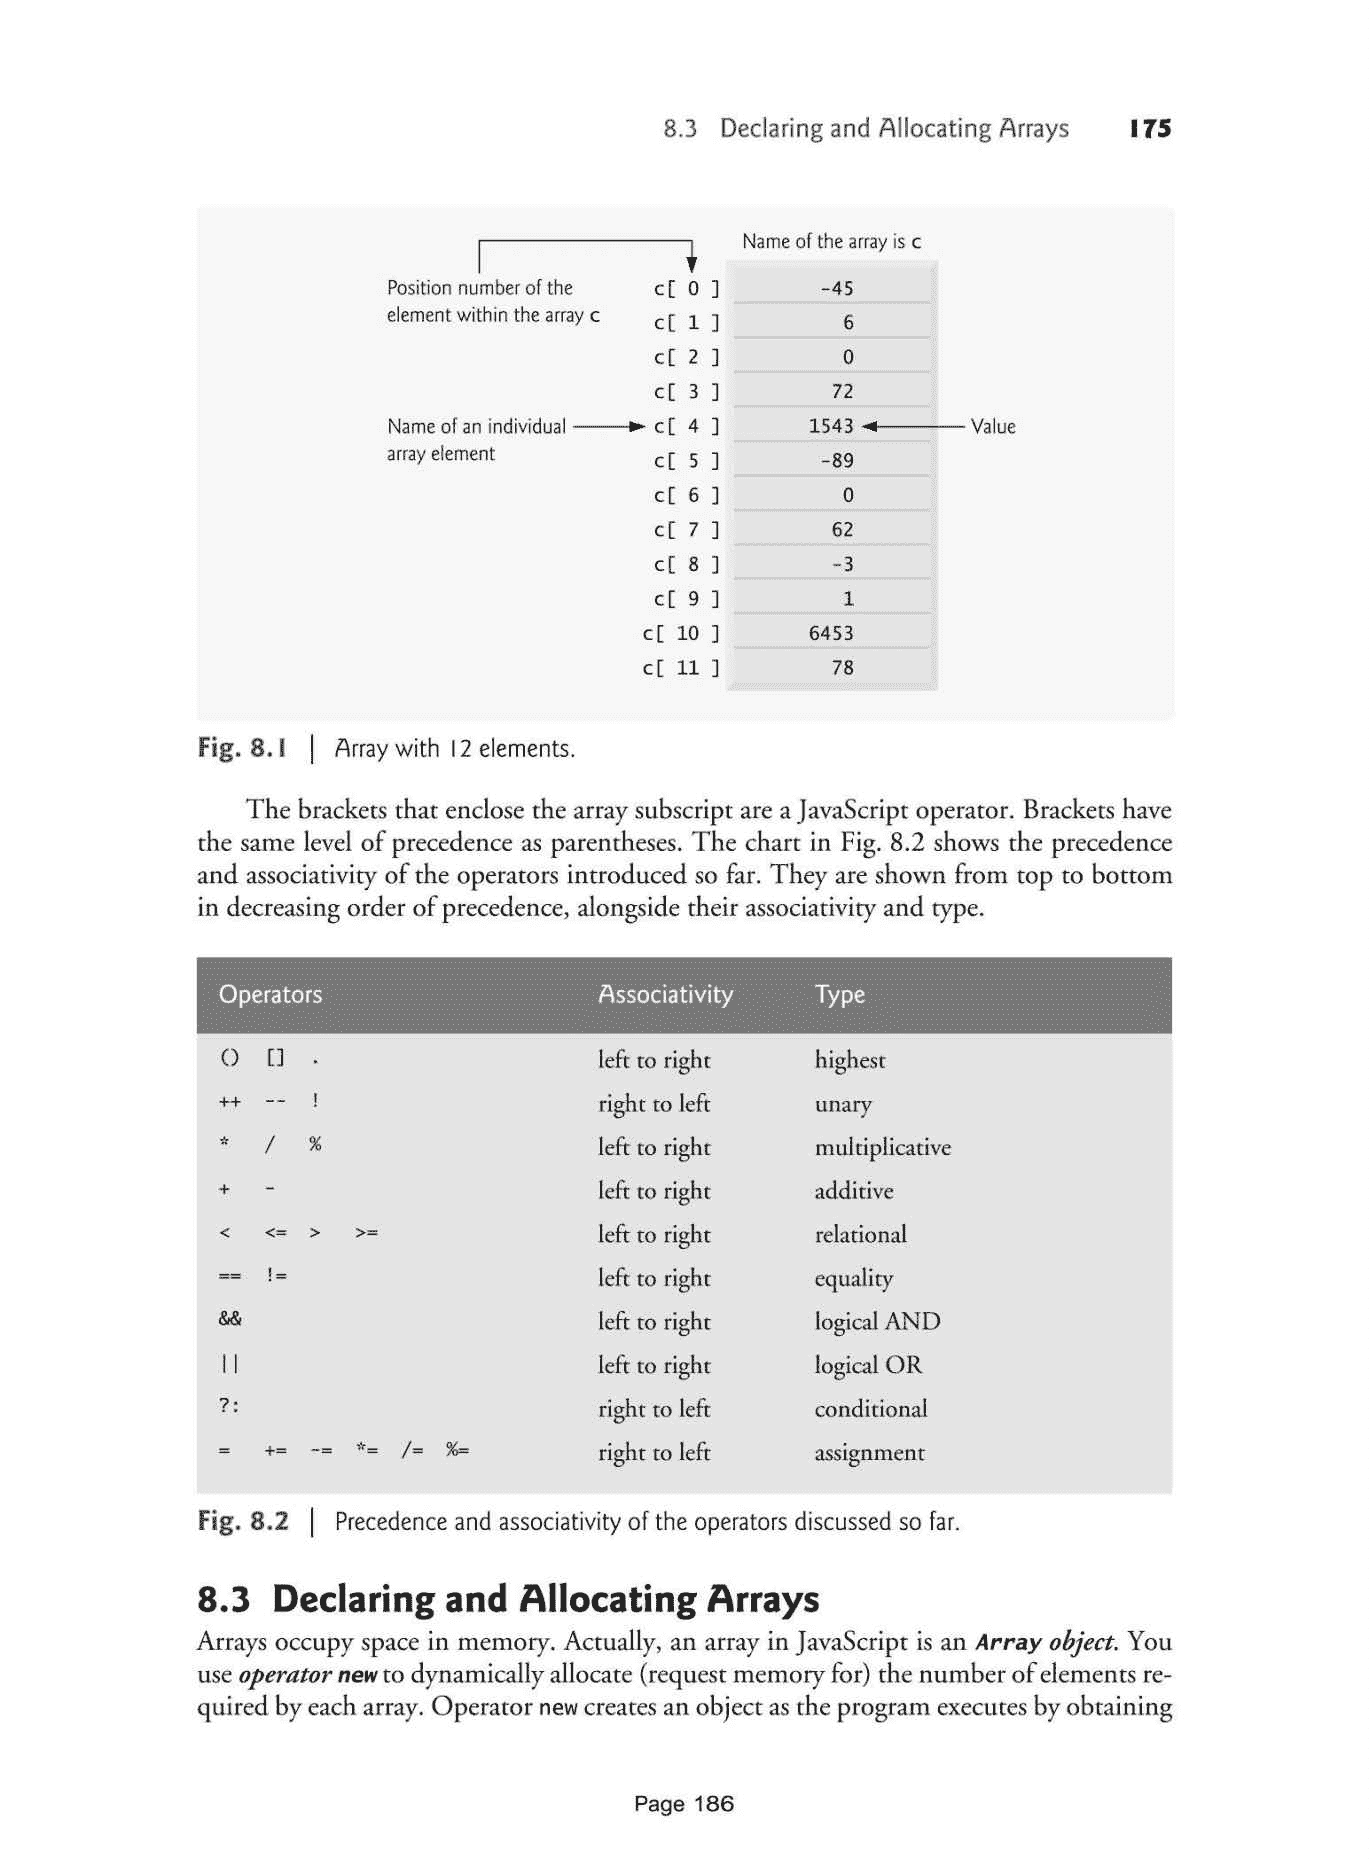 8.3 Declaring and Allocating Arrays 175
Name of the array is c
Position number of the
element within the array c
c[ 0 ] -45
c[ 1 ] 6
c[ 2 ] 0
c[ 3 ] 72
Name of an individual
array element
c[ 4 ] 1543 Value
c[ 5 ] -89
c[ 6 ] 0
c[ 7 ] 62
c[ 8 ] -3
c[ 9 ] 1
c[ 10 ] 6453
c[ 11 ] 78
Fig. 8.1 | Array with 12 elements.
The brackets that enclose the array subscript are a JavaScript operator. Brackets have
the same level of precedence as parentheses. The chart in Fig. 8.2 shows the precedence
and associativity of the operators introduced so far. They are shown from top to bottom
in decreasing order of precedence, alongside their associativity and type.
Operators Associativity Type
() [] . left to right highest
++ -- ! right to left unary
* / % left to right multiplicative
+ - left to right additive
< <= > >= left to right relational
== != left to right equality
&& left to right logical AND
|| left to right logical OR
?: right to left conditional
= += -= *= /= %= right to left assignment
Fig. 8.2 | Precedence and associativity of the operators discussed so far.
8.3 Declaring and Allocating Arrays
Arrays occupy space in memory. Actually, an array in JavaScript is an Array object. You
use operator new to dynamically allocate (request memory for) the number of elements re-
quired by each array. Operator new creates an object as the program executes by obtaining
Page 186